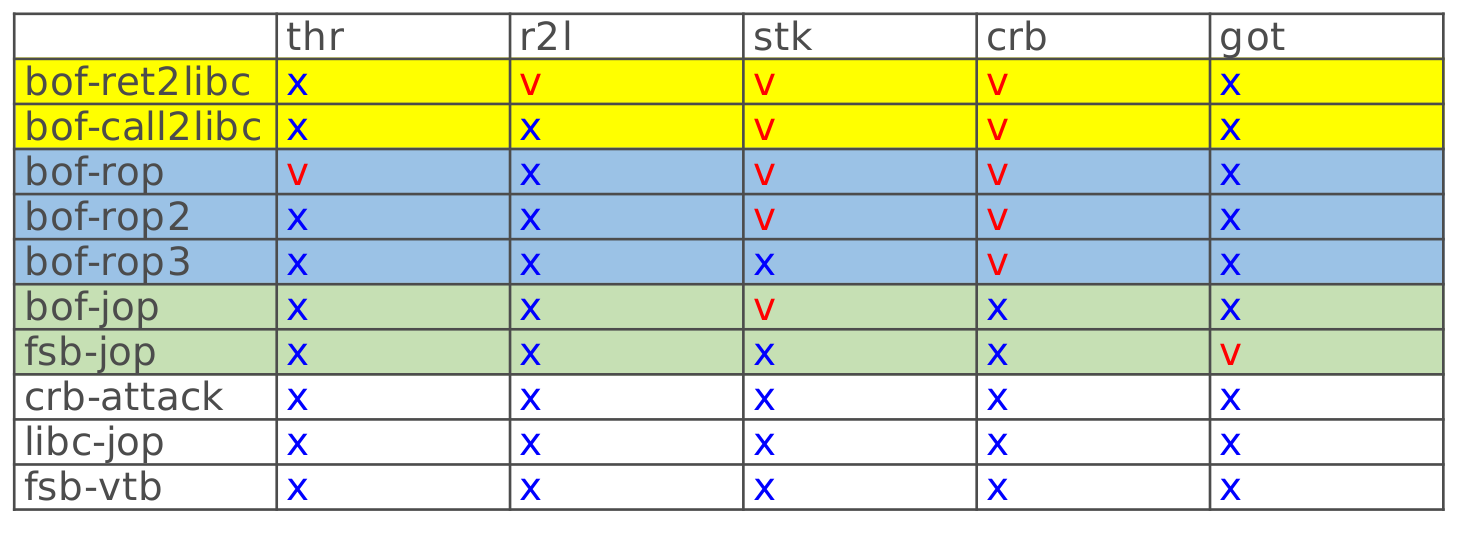 thr r2l stk crb got
bof-ret2libc x v v v x
bof-call2libc x x v v x
bof-rop v x v v x
bof-rop2 x x v v x
bof-rop3 x x x v x
bof-jop x x v x x
fsb-jop x x x x v
crb-attack x x x x x
libc-jop x x x x x
fsb-vtb x x x x x